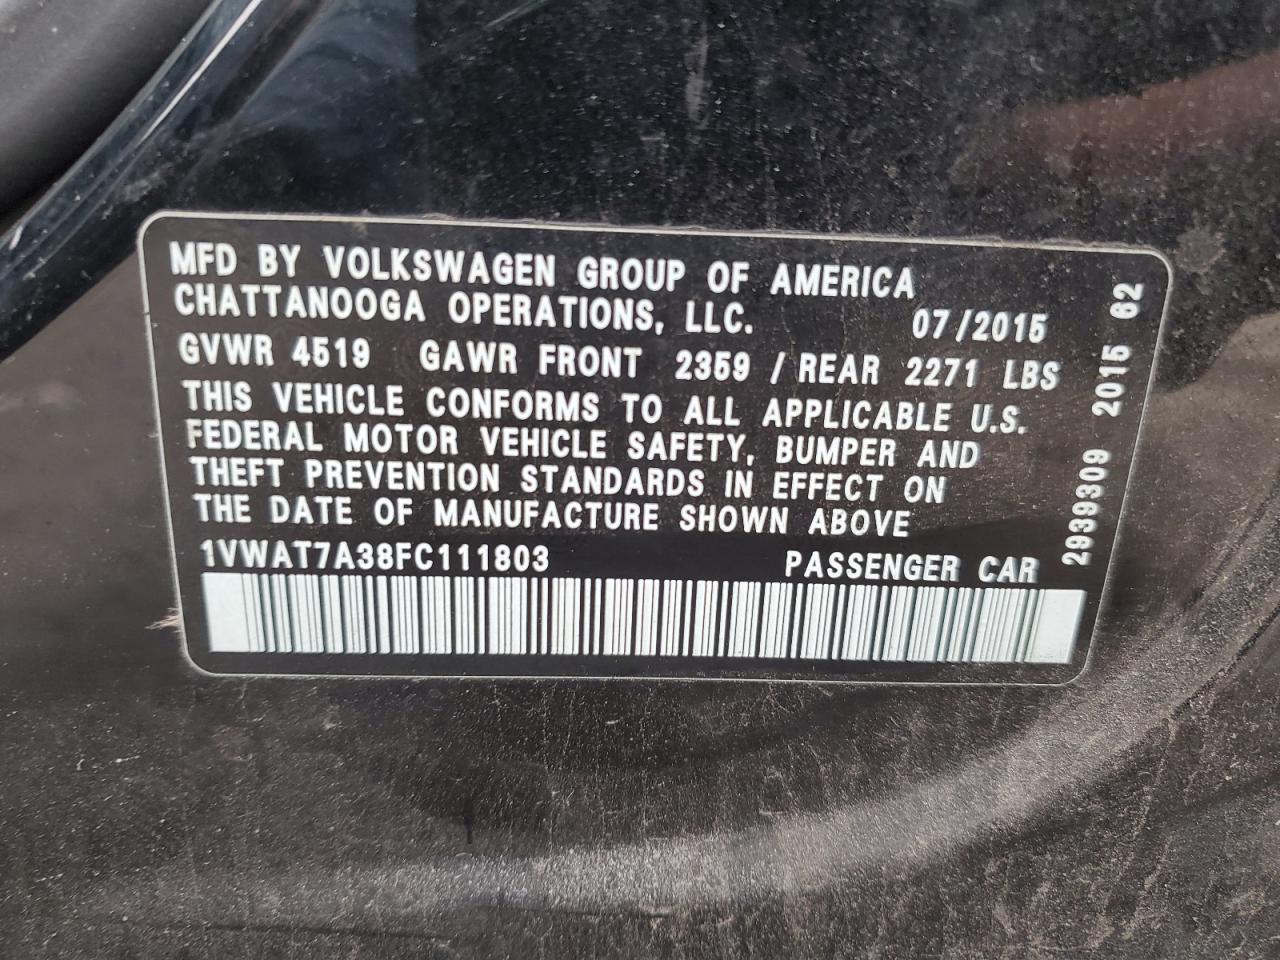 MFD BY VOLKSWAGEN GROUP OF AMERICA
CHATTANOOGA OPERATIONS, LLC. 07/2015
GVWR 4519 GAWR FRONT 2359 / REAR 2271 LBS
THIS VEHICLE CONFORMS TO ALL APPLICABLE U.S.
FEDERAL MOTOR VEHICLE SAFETY, BUMPER AND
THEFT PREVENTION STANDARDS IN EFFECT ON
THE DATE OF MANUFACTURE SHOWN ABOVE
1VWAT7A38FC111803 PASSENGER CAR
2939309 2015 62